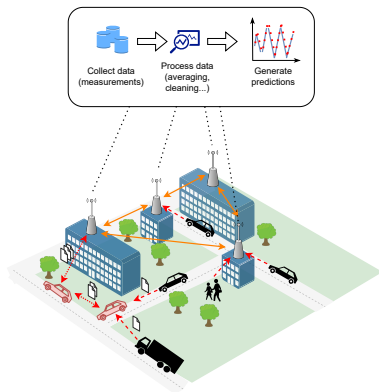 Collect data
(measurements)
Process data
(averaging,
cleaning...)
Generate
predictions